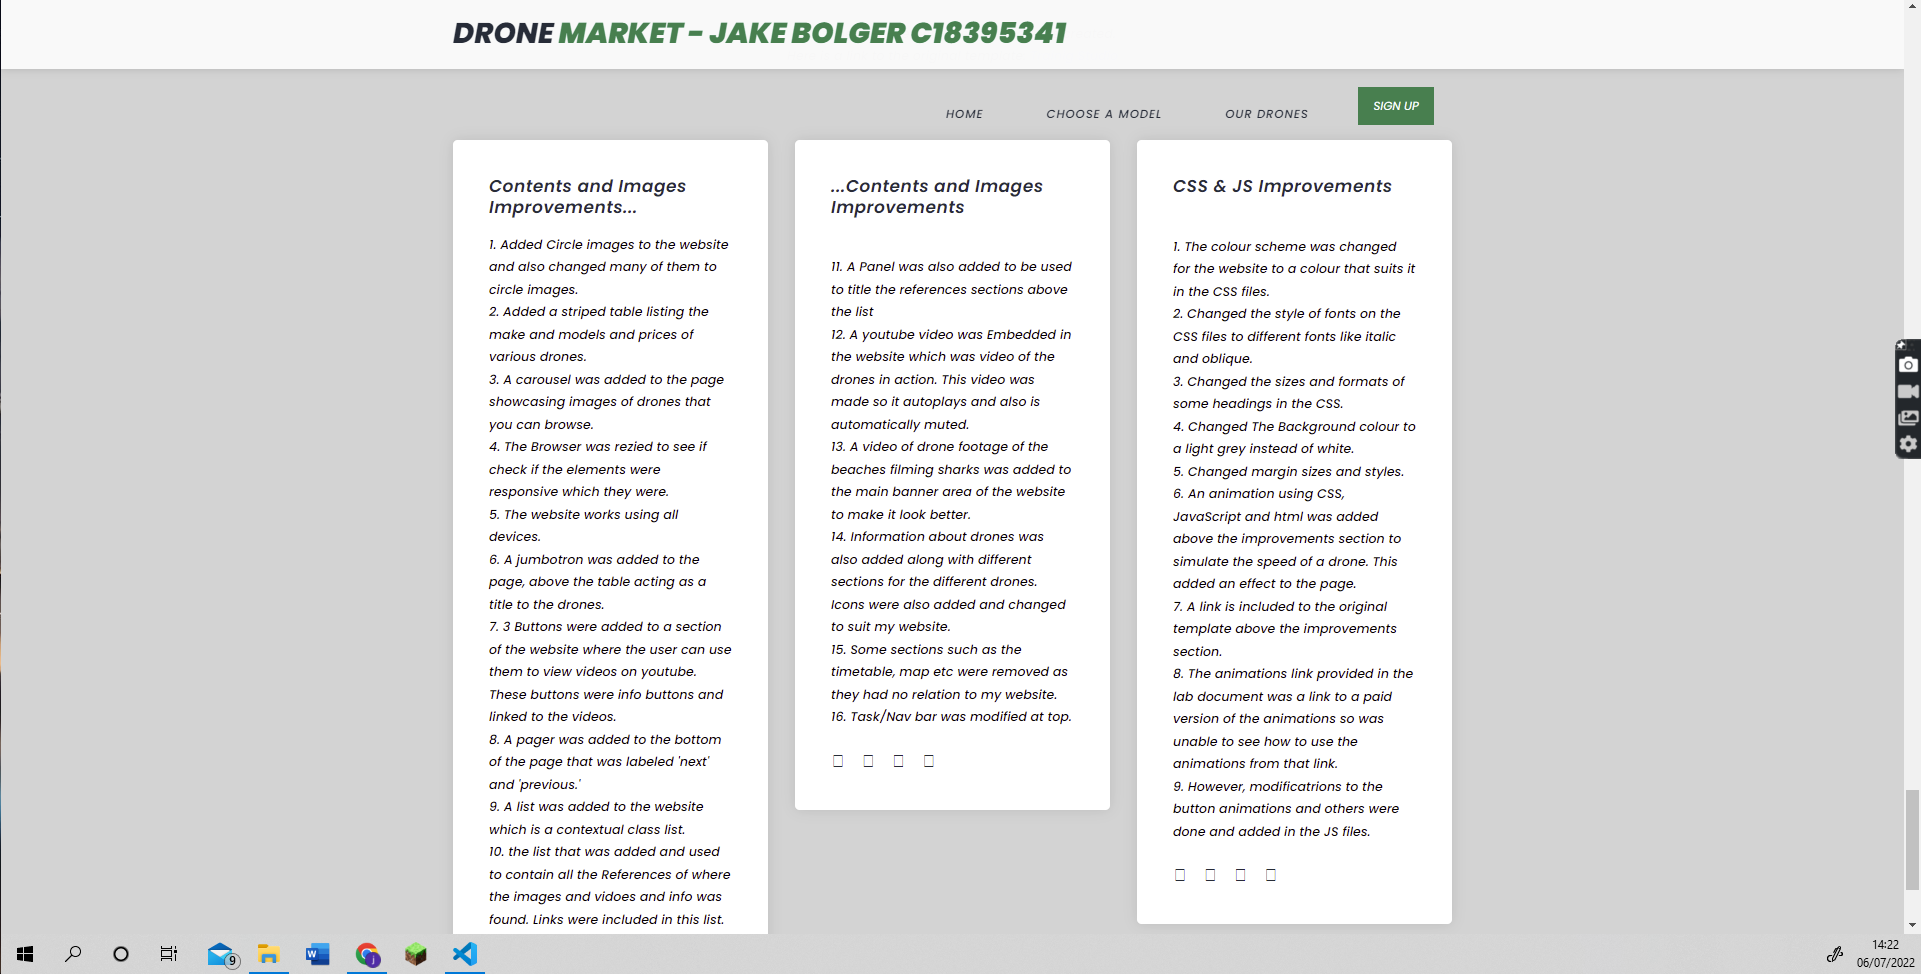 DRONE MARKET - JAKE BOLGER C18395341
HOME
CHOOSE A MODEL
OUR DRONES
SIGN UP
Contents and Images
Improvements...
1. Added Circle images to the website
and also changed many of them to
circle images.
2. Added a striped table listing the
make and models and prices of
various drones.
3. A carousel was added to the page
showcasing images of drones that
you can browse.
4. The Browser was rezied to see if
check if the elements were
responsive which they were.
5. The website works using all
devices.
6. A jumbotron was added to the
page, above the table acting as a
title to the drones.
7. 3 Buttons were added to a section
of the website where the user can use
them to view videos on youtube.
These buttons were info buttons and
linked to the videos.
8. A pager was added to the bottom
of the page that was labeled 'next'
and 'previous.'
9. A list was added to the website
which is a contextual class list.
10. the list that was added and used
to contain all the References of where
the images and vidoes and info was
found. Links were included in this list.
...Contents and Images
Improvements
11. A Panel was also added to be used
to title the references sections above
the list
12. A youtube video was Embedded in
the website which was video of the
drones in action. This video was
made so it autoplays and also is
automatically muted.
13. A video of drone footage of the
beaches filming sharks was added to
the main banner area of the website
to make it look better.
14. Information about drones was
also added along with different
sections for the different drones.
Icons were also added and changed
to suit my website.
15. Some sections such as the
timetable, map etc were removed as
they had no relation to my website.
16. Task/Nav bar was modified at top.
CSS & JS Improvements
1. The colour scheme was changed
for the website to a colour that suits it
in the CSS files.
2. Changed the style of fonts on the
CSS files to different fonts like italic
and oblique.
3. Changed the sizes and formats of
some headings in the CSS.
4. Changed The Background colour to
a light grey instead of white.
5. Changed margin sizes and styles.
6. An animation using CSS,
JavaScript and html was added
above the improvements section to
simulate the speed of a drone. This
added an effect to the page.
7. A link is included to the original
template above the improvements
section.
8. The animations link provided in the
lab document was a link to a paid
version of the animations so was
unable to see how to use the
animations from that link.
9. However, modificatrions to the
button animations and others were
done and added in the JS files.
9
W
j
14:22
06/07/2022